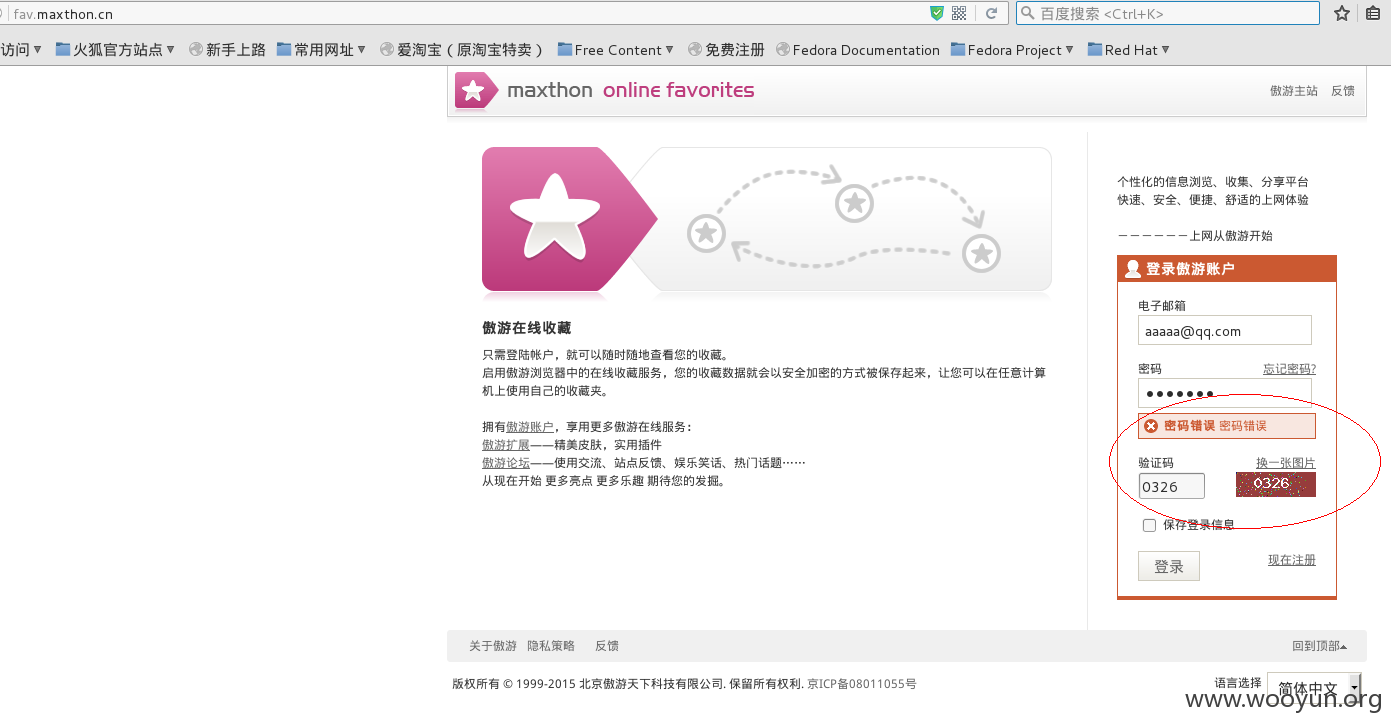 fav.maxthon.cn
百度搜索 <Ctrl+K>
访问 火狐官方站点 新手上路 常用网址 爱淘宝（原淘宝特卖） Free Content 免费注册 Fedora Documentation Fedora Project Red Hat
maxthon online favorites
傲游主站 反馈
个性化的信息浏览、收集、分享平台
快速、安全、便捷、舒适的上网体验
－－－－－－上网从傲游开始
登录傲游账户
电子邮箱
aaaaa@qq.com
密码 忘记密码?
●●●●●●●
密码错误 密码错误
验证码 换一张图片
0326 0326
保存登录信息
登录 现在注册
傲游在线收藏
只需登陆帐户，就可以随时随地查看您的收藏。
启用傲游浏览器中的在线收藏服务，您的收藏数据就会以安全加密的方式被保存起来，让您可以在任意计算
机上使用自己的收藏夹。
拥有傲游账户，享用更多傲游在线服务：
傲游扩展——精美皮肤，实用插件
傲游论坛——使用交流、站点反馈、娱乐笑话、热门话题……
从现在开始 更多亮点 更多乐趣 期待您的发掘。
关于傲游 隐私策略 反馈 回到顶部
版权所有 © 1999-2015 北京傲游天下科技有限公司. 保留所有权利. 京ICP备08011055号
语言选择 简体中文
www.wooyun.org